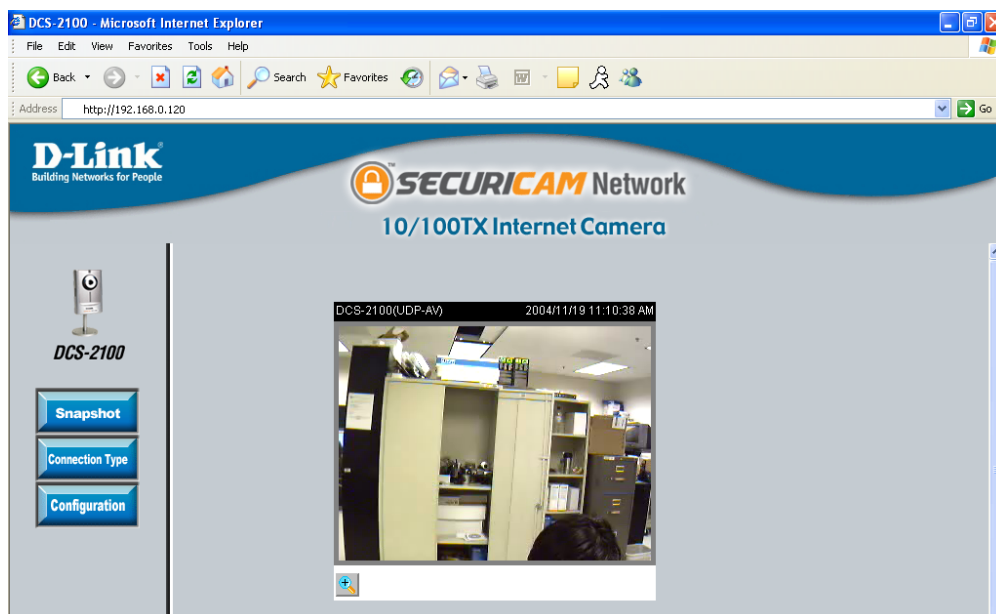 DCS-2100 - Microsoft Internet Explorer
File Edit View Favorites Tools Help
Back Search Favorites
Address http://192.168.0.120 Go
D-Link
Building Networks for People
SECURICAM Network
™
10/100TX Internet Camera
DCS-2100(UDP-AV) 2004/11/19 11:10:38 AM
DCS-2100
Snapshot
Connection Type
Configuration